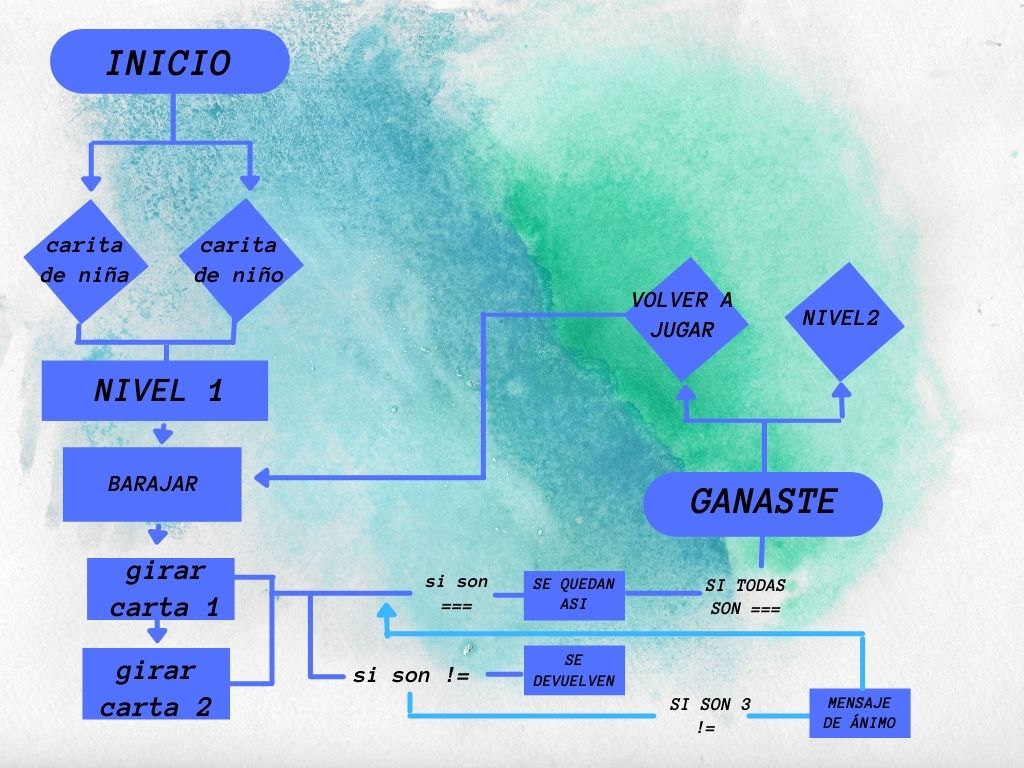 INICIO
carita
de niña
carita
de niño
NIVEL 1
BARAJAR
girar
carta 1
girar
carta 2
si son
===
SE QUEDAN
ASI
SI TODAS
SON ===
si son !=
SE
DEVUELVEN
SI SON 3
!=
MENSAJE
DE ÁNIMO
GANASTE
VOLVER A
JUGAR
NIVEL2